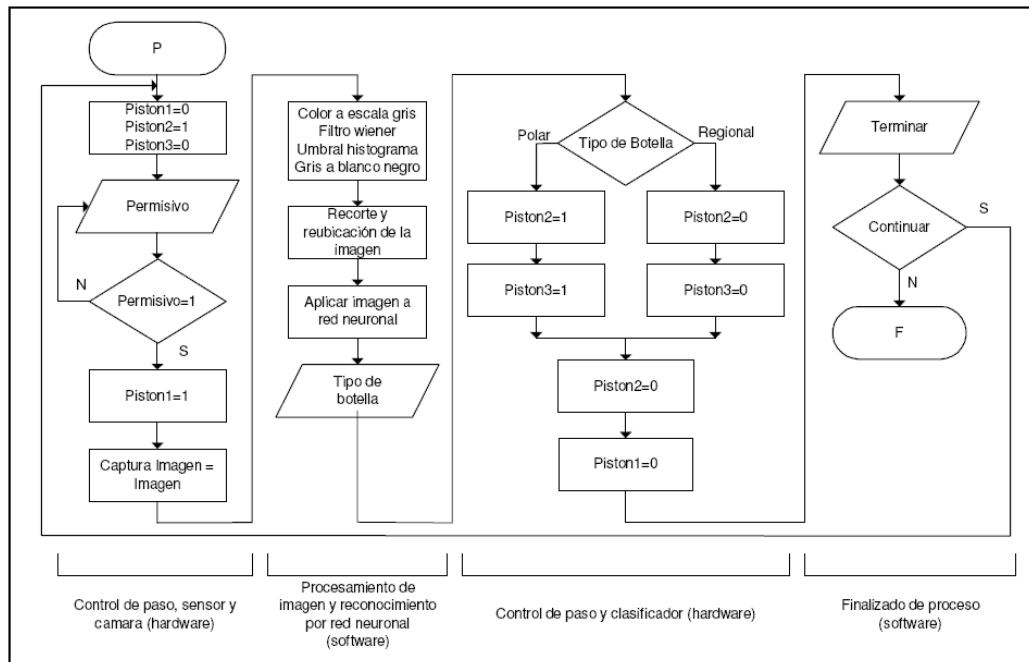 P
Piston1=0
Piston2=1
Piston3=0
Permisivo
Permisivo=1
N
S
Piston1=1
Captura Imagen =
Imagen
Color a escala gris
Filtro wiener
Umbral histograma
Gris a blanco negro
Recorte y
reubicación de la
imagen
Aplicar imagen a
red neuronal
Tipo de
botella
Tipo de Botella
Polar
Regional
Piston2=1
Piston2=0
Piston3=1
Piston3=0
Piston2=0
Piston1=0
Terminar
Continuar
S
N
F
Control de paso, sensor y
camara (hardware)
Procesamiento de
imagen y reconocimiento
por red neuronal
(software)
Control de paso y clasificador (hardware)
Finalizado de proceso
(software)